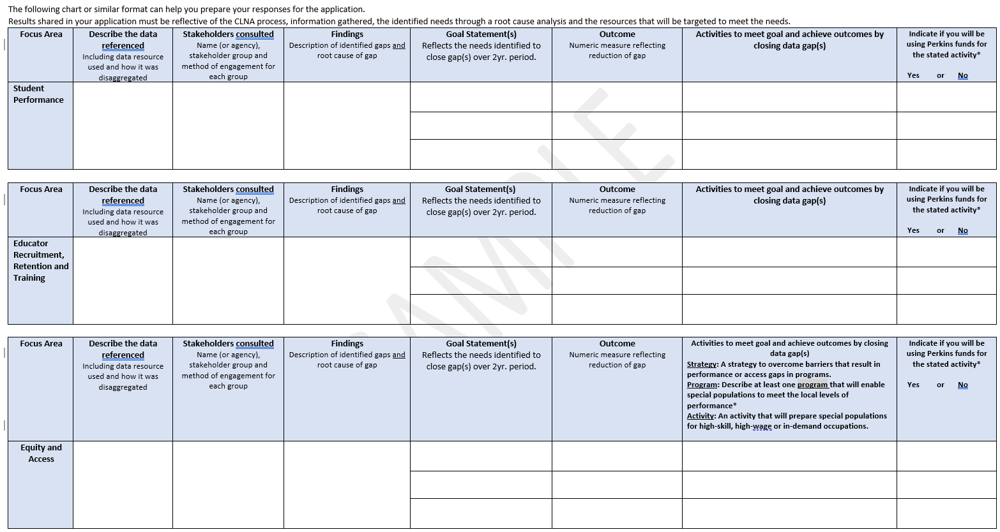 The following chart or similar format can help you prepare your responses for the application.
Results shared in your application must be reflective of the CLNA process, information gathered, the identified needs through a root cause analysis and the resources that will be targeted to meet the needs.
Focus Area
Describe the data
referenced
Including data resource
used and how it was
disaggregated
Stakeholders consulted
Name (or agency),
stakeholder group and
method of engagement for
each group
Findings
Description of identified gaps and
root cause of gap
Goal Statement(s)
Reflects the needs identified to
close gap(s) over 2yr. period.
Outcome
Numeric measure reflecting
reduction of gap
Activities to meet goal and achieve outcomes by
closing data gap(s)
Indicate if you will be
using Perkins funds for
the stated activity*
Yes or No
Student
Performance
Focus Area
Describe the data
referenced
Including data resource
used and how it was
disaggregated
Stakeholders consulted
Name (or agency),
stakeholder group and
method of engagement for
each group
Findings
Description of identified gaps and
root cause of gap
Goal Statement(s)
Reflects the needs identified to
close gap(s) over 2yr. period.
Outcome
Numeric measure reflecting
reduction of gap
Activities to meet goal and achieve outcomes by
closing data gap(s)
Indicate if you will be
using Perkins funds for
the stated activity*
Yes or No
Educator
Recruitment,
Retention and
Training
Focus Area
Describe the data
referenced
Including data resource
used and how it was
disaggregated
Stakeholders consulted
Name (or agency),
stakeholder group and
method of engagement for
each group
Findings
Description of identified gaps and
root cause of gap
Goal Statement(s)
Reflects the needs identified to
close gap(s) over 2yr. period.
Outcome
Numeric measure reflecting
reduction of gap
Activities to meet goal and achieve outcomes by closing
data gap(s)
Strategy: A strategy to overcome barriers that result in
performance or access gaps in programs.
Program: Describe at least one program that will enable
special populations to meet the local levels of
performance*
Activity: An activity that will prepare special populations
for high-skill, high-wage or in-demand occupations.
Indicate if you will be
using Perkins funds for
the stated activity*
Yes or No
Equity and
Access
SAMPLE